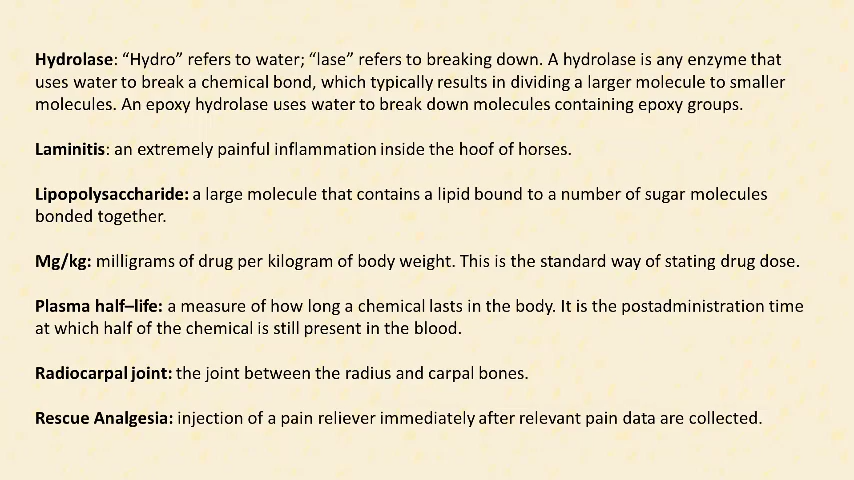 Hydrolase: “Hydro” refers to water; “lase” refers to breaking down. A hydrolase is any enzyme that
uses water to break a chemical bond, which typically results in dividing a larger molecule to smaller
molecules. An epoxy hydrolase uses water to break down molecules containing epoxy groups.
Laminitis: an extremely painful inflammation inside the hoof of horses.
Lipopolysaccharide: a large molecule that contains a lipid bound to a number of sugar molecules
bonded together.
Mg/kg: milligrams of drug per kilogram of body weight. This is the standard way of stating drug dose.
Plasma half–life: a measure of how long a chemical lasts in the body. It is the postadministration time
at which half of the chemical is still present in the blood.
Radiocarpal joint: the joint between the radius and carpal bones.
Rescue Analgesia: injection of a pain reliever immediately after relevant pain data are collected.